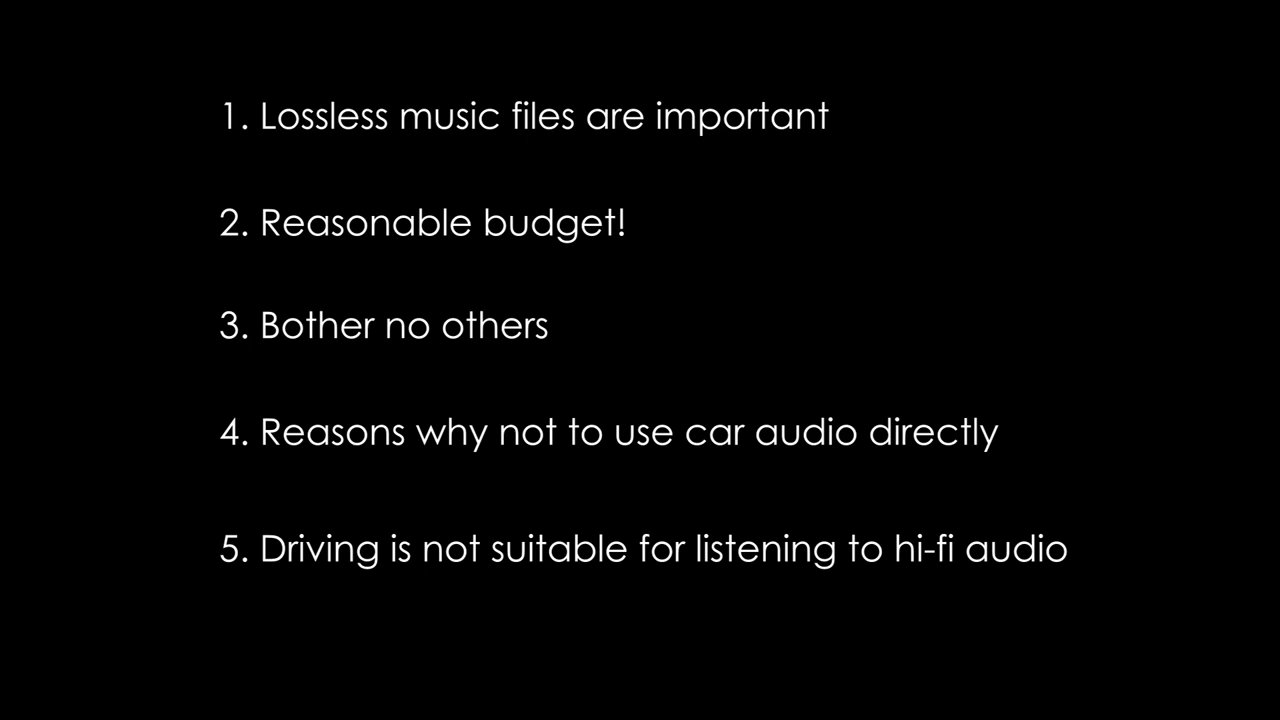 1. Lossless music files are important
2. Reasonable budget!
3. Bother no others
4. Reasons why not to use car audio directly
5. Driving is not suitable for listening to hi-fi audio